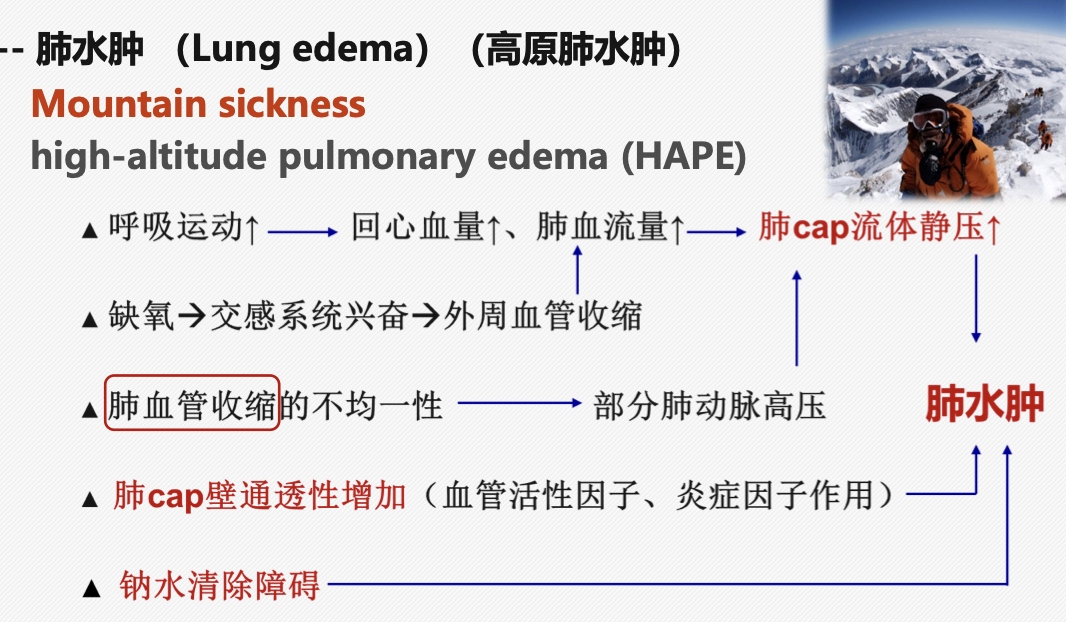 -- 肺水肿 （Lung edema）（高原肺水肿）
Mountain sickness
high-altitude pulmonary edema (HAPE)
▲ 呼吸运动↑ → 回心血量↑、肺血流量↑ → 肺cap流体静压↑
▲ 缺氧→交感系统兴奋→外周血管收缩
▲ 肺血管收缩的不均一性 → 部分肺动脉高压
肺水肿
▲ 肺cap壁通透性增加（血管活性因子、炎症因子作用）
▲ 钠水清除障碍